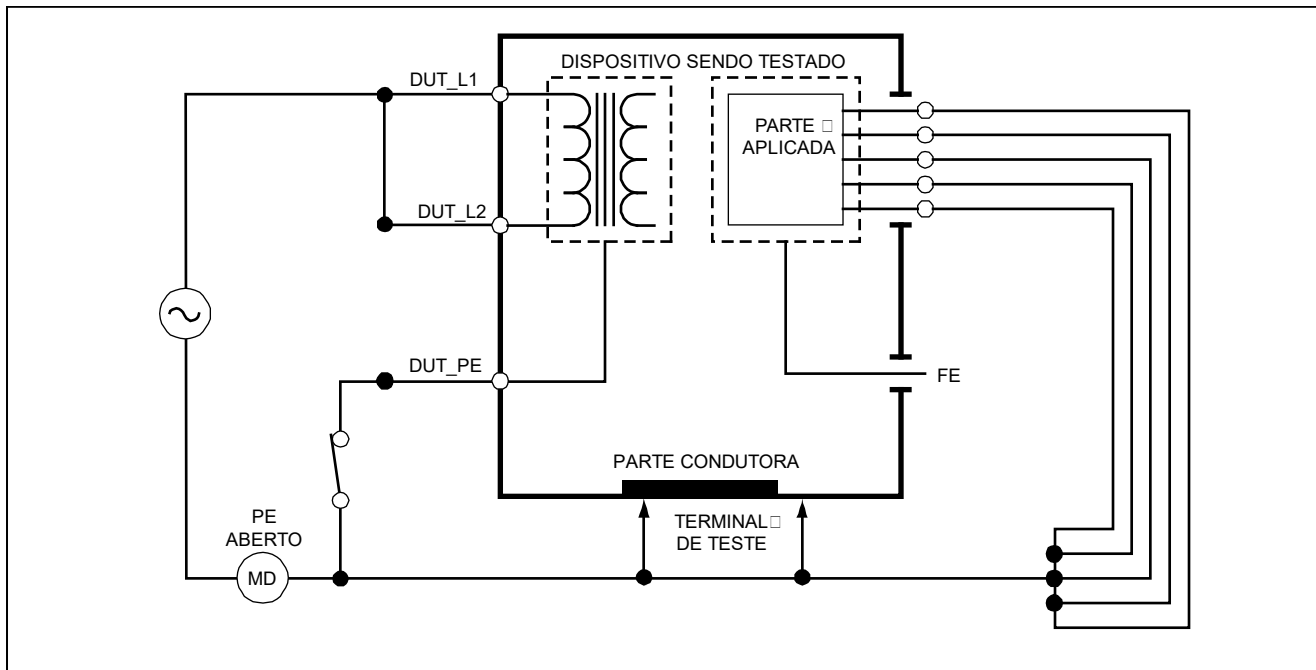 DISPOSITIVO SENDO TESTADO
DUT_L1
PARTE □
APLICADA
DUT_L2
DUT_PE
FE
PARTE CONDUTORA
TERMINAL□
DE TESTE
PE
ABERTO
MD